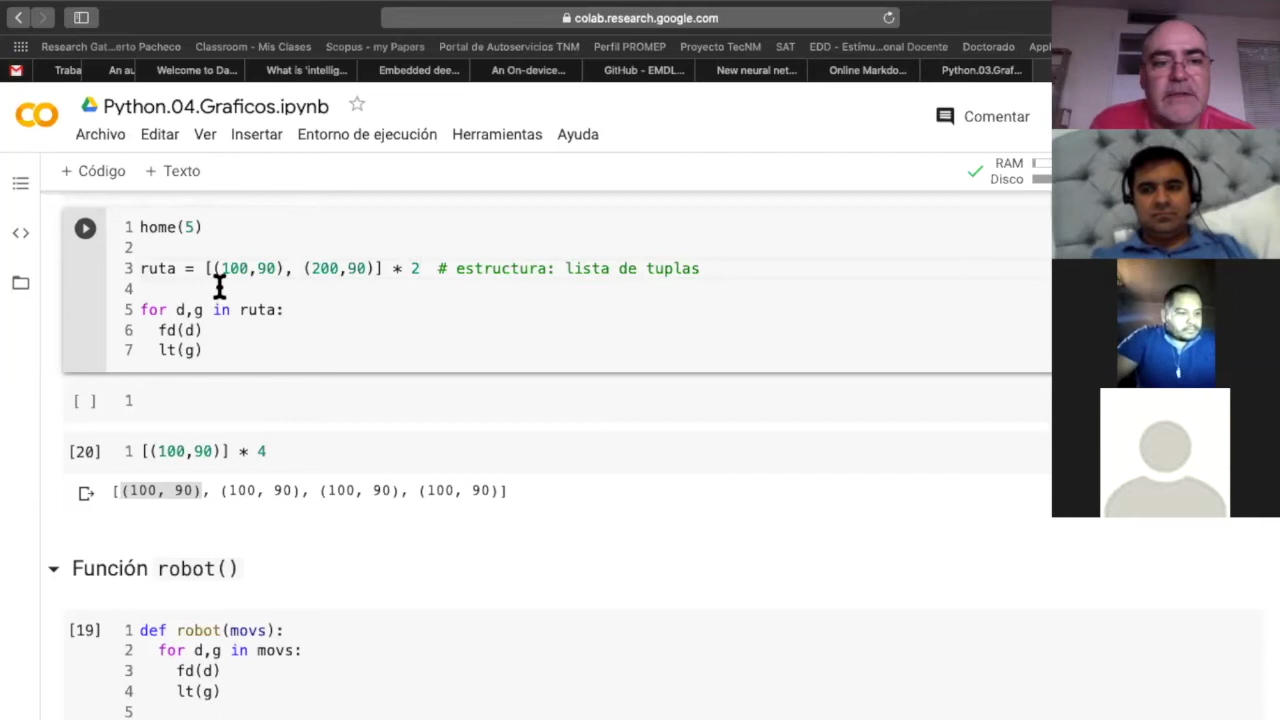 colab.research.google.com
Research Gat...erto Pacheco Classroom - Mis Clases Scopus - my Papers Portal de Autoservicios TNM Perfil PROMEP Proyecto TecNM SAT EDD - Estímu...onal Docente Doctorado Appl
Traba An au Welcome to Da... What is 'intellig... Embedded dee... An On-device... GitHub - EMDL... New neural net... Online Markdo... Python.03.Graf...
Python.04.Graficos.ipynb
Comentar
Archivo Editar Ver Insertar Entorno de ejecución Herramientas Ayuda
+ Código + Texto
RAM
Disco
1 home(5)
2
3 ruta = [(100,90), (200,90)] * 2 # estructura: lista de tuplas
4
5 for d,g in ruta:
6 fd(d)
7 lt(g)
[ ] 1
[20] 1 [(100,90)] * 4
[(100, 90), (100, 90), (100, 90), (100, 90)]
Función robot()
[19] 1 def robot(movs):
2 for d,g in movs:
3 fd(d)
4 lt(g)
5